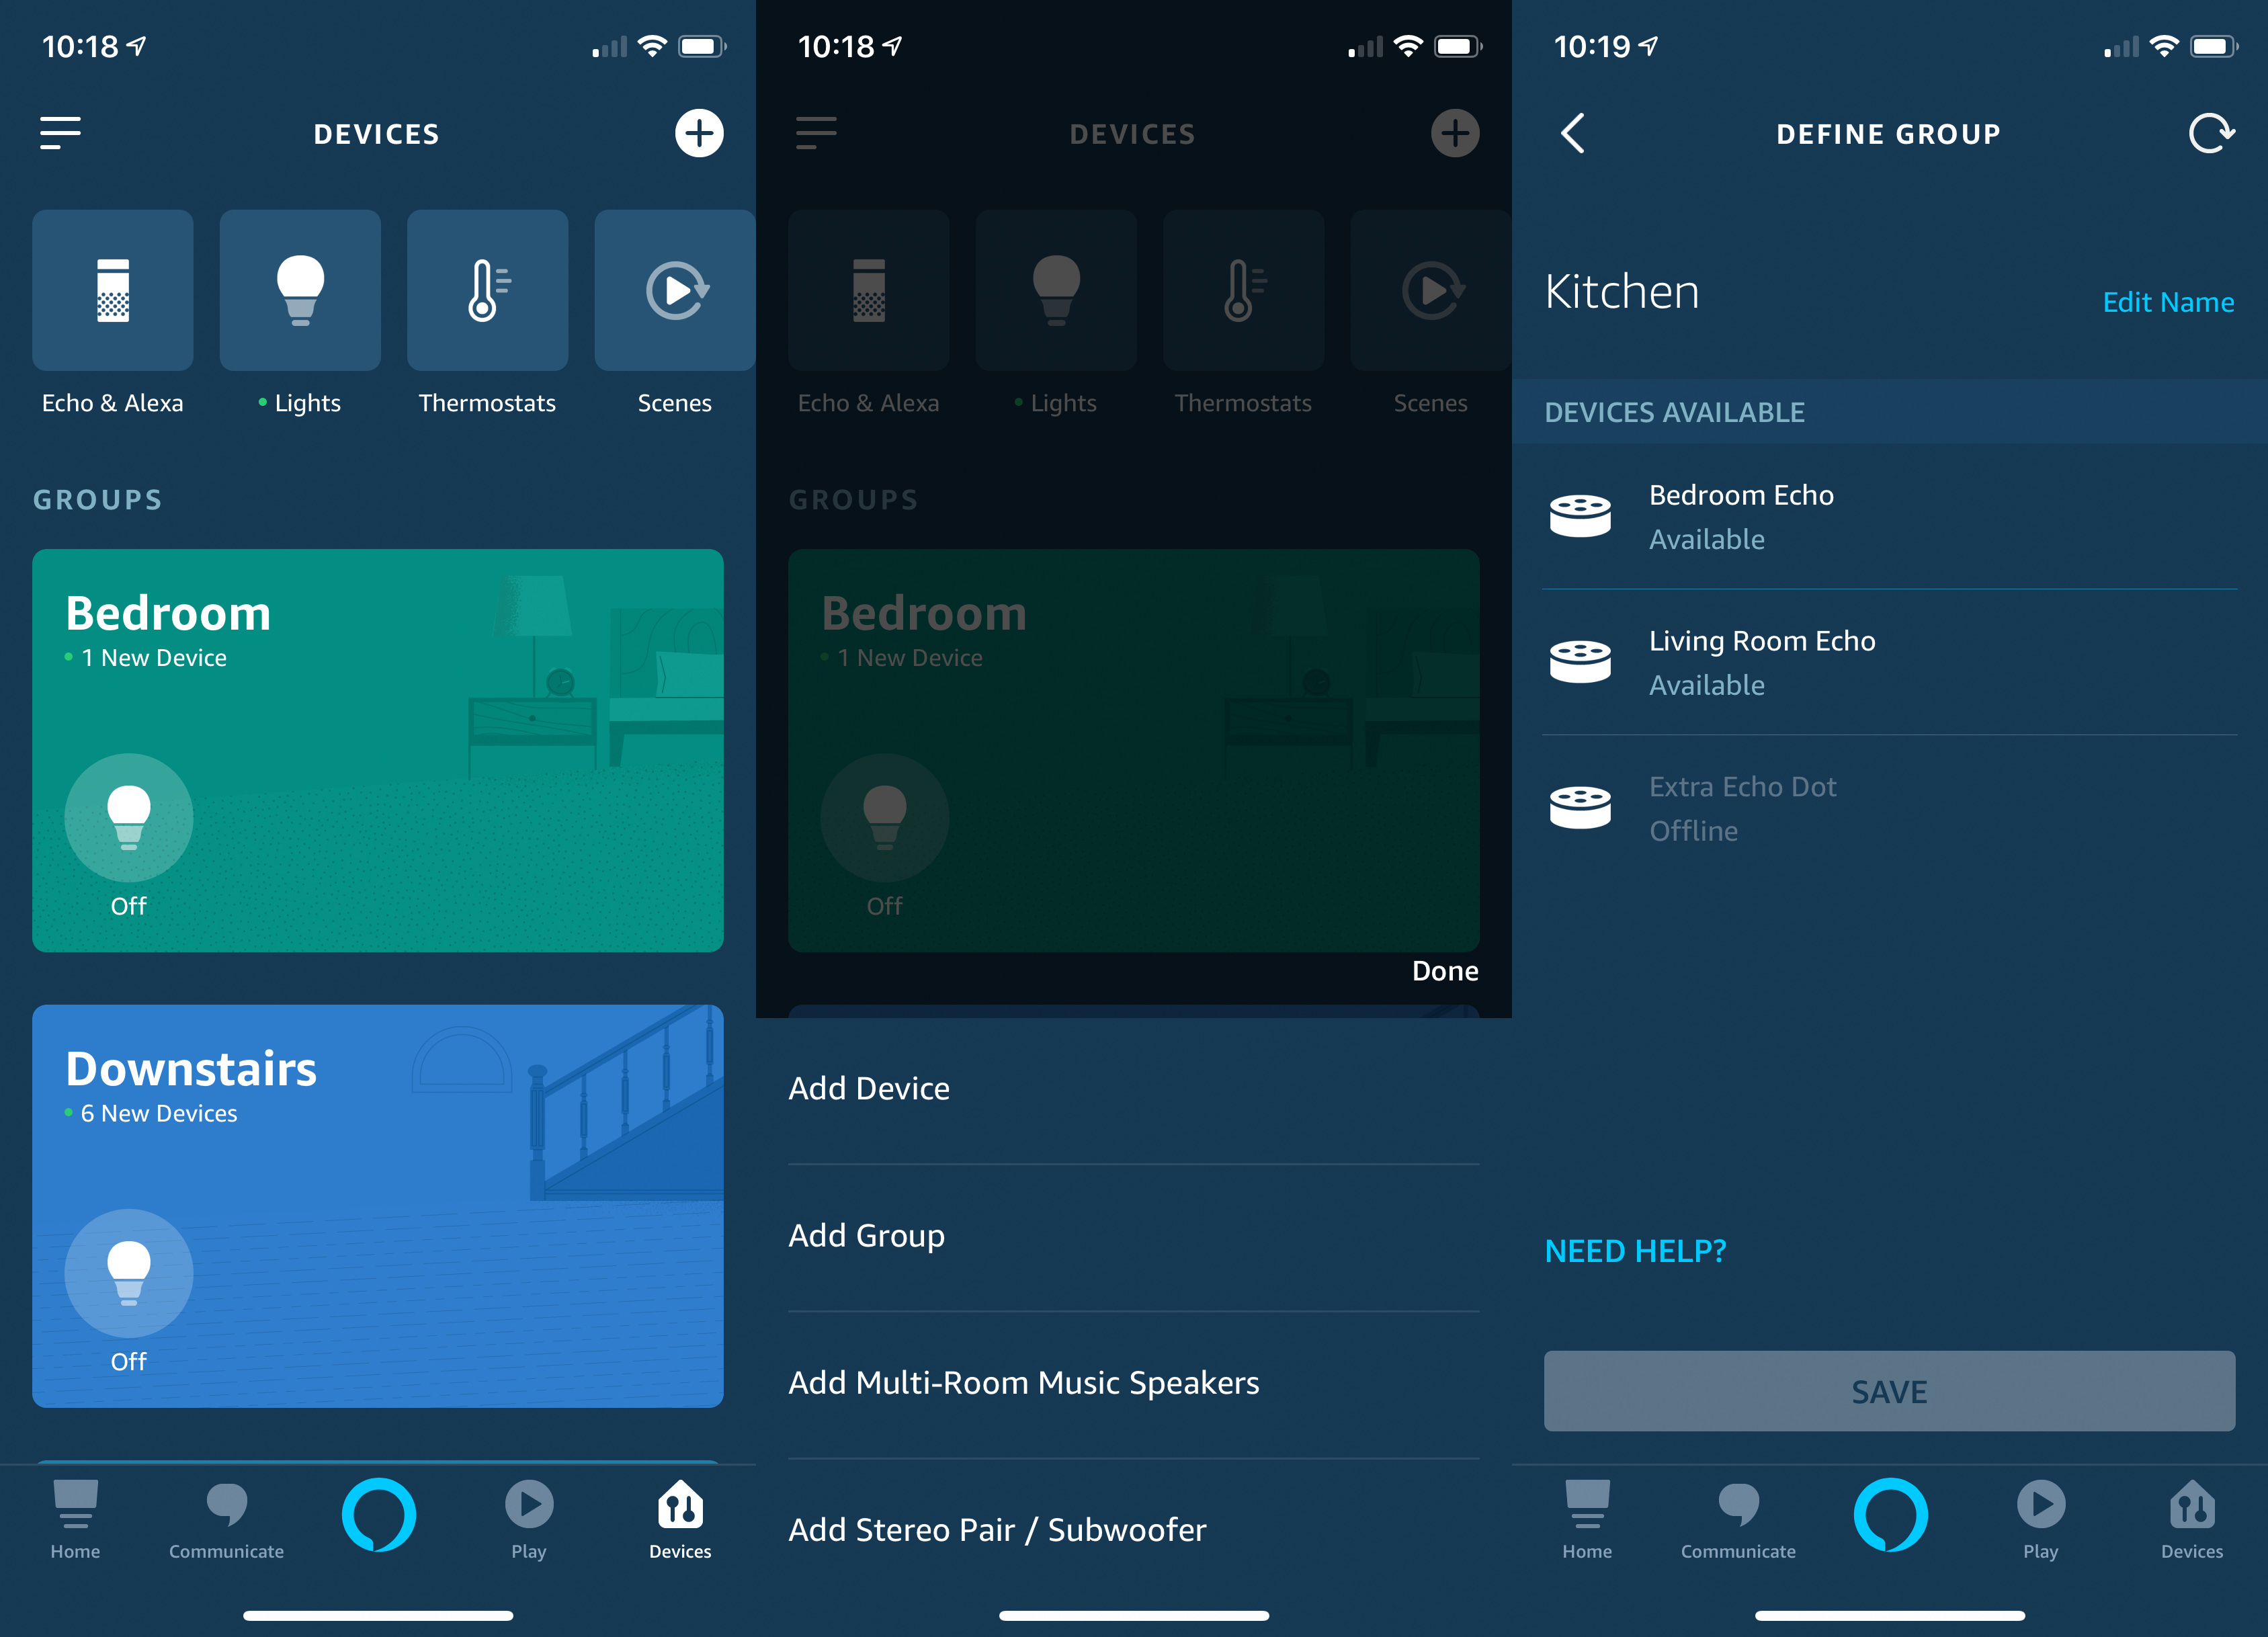 10:18
DEVICES
Echo & Alexa
Lights
Thermostats
Scenes
GROUPS
Bedroom
1 New Device
Off
Downstairs
6 New Devices
Off
Home
Communicate
Play
Devices
10:18
DEVICES
Echo & Alexa
Lights
Thermostats
Scenes
GROUPS
Bedroom
1 New Device
Off
Done
Add Device
Add Group
Add Multi-Room Music Speakers
Add Stereo Pair / Subwoofer
10:19
DEFINE GROUP
Kitchen
Edit Name
DEVICES AVAILABLE
Bedroom Echo
Available
Living Room Echo
Available
Extra Echo Dot
Offline
NEED HELP?
SAVE
Home
Communicate
Play
Devices